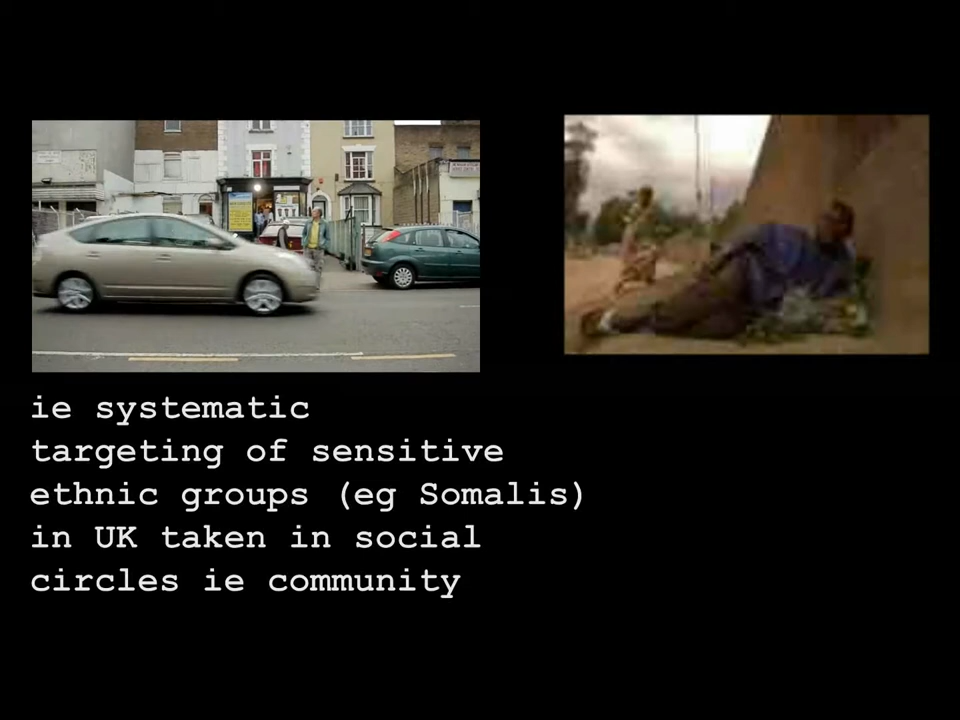 ie systematic
targeting of sensitive
ethnic groups (eg Somalis)
in UK taken in social
circles ie community